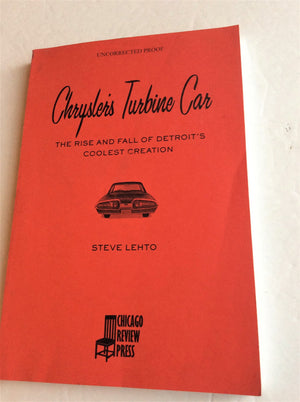 UNCORRECTED PROOF
Chrysler's Turbine Car
THE RISE AND FALL OF DETROIT'S
COOLEST CREATION
STEVE LEHTO
CHICAGO
REVIEW
PRESS